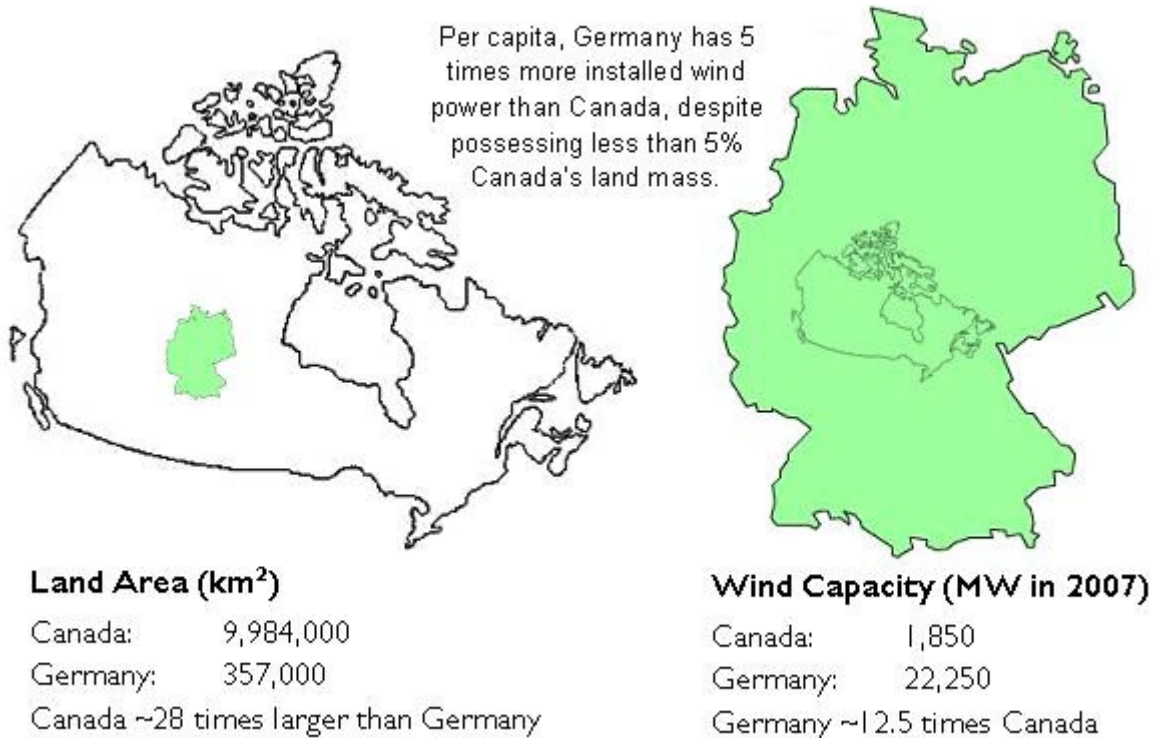 Per capita, Germany has 5
times more installed wind
power than Canada, despite
possessing less than 5%
Canada's land mass.
Land Area (km²)
Canada: 9,984,000
Germany: 357,000
Canada ~28 times larger than Germany
Wind Capacity (MW in 2007)
Canada: 1,850
Germany: 22,250
Germany ~12.5 times Canada